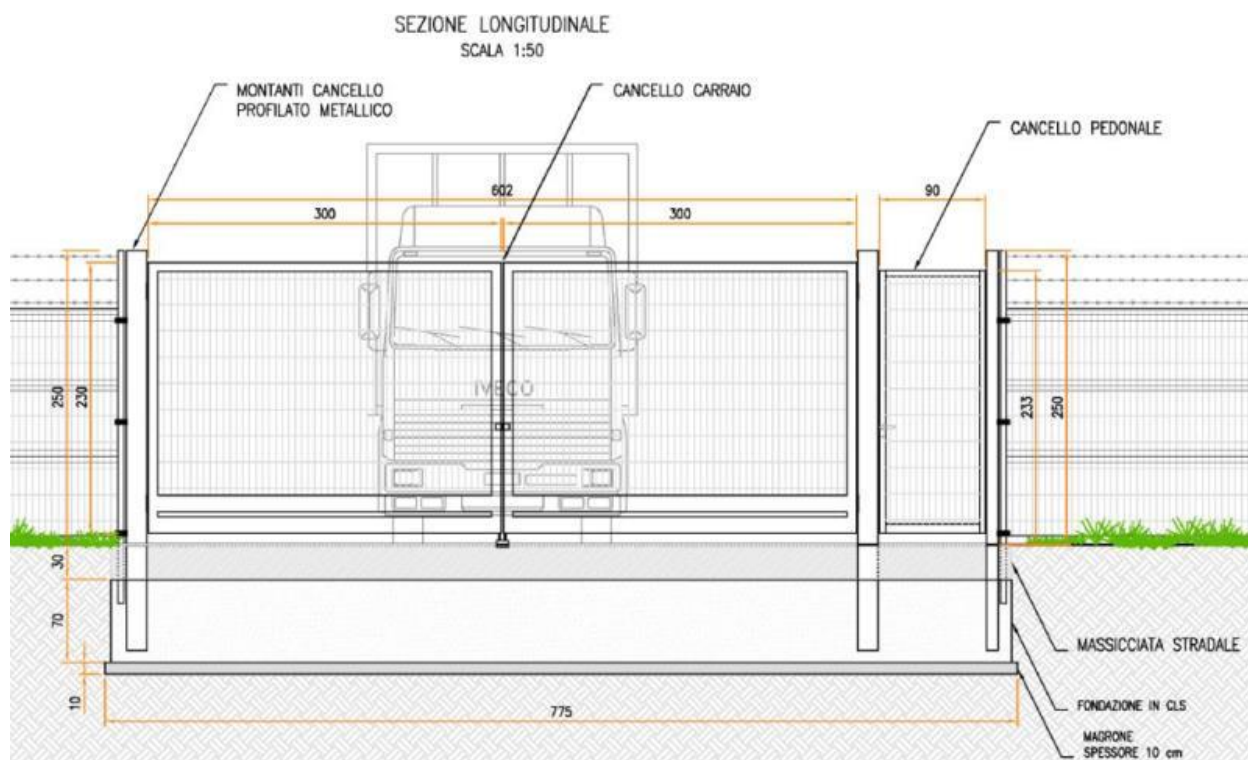 SEZIONE LONGITUDINALE
SCALA 1:50
MONTANTI CANCELLO
PROFILATO METALLICO
CANCELLO CARRAIO
CANCELLO PEDONALE
602
90
300
300
250
230
IVECO
233
250
30
70
10
775
MASSICCIATA STRADALE
FONDAZIONE IN CLS
MAGRONE
SPESSORE 10 cm